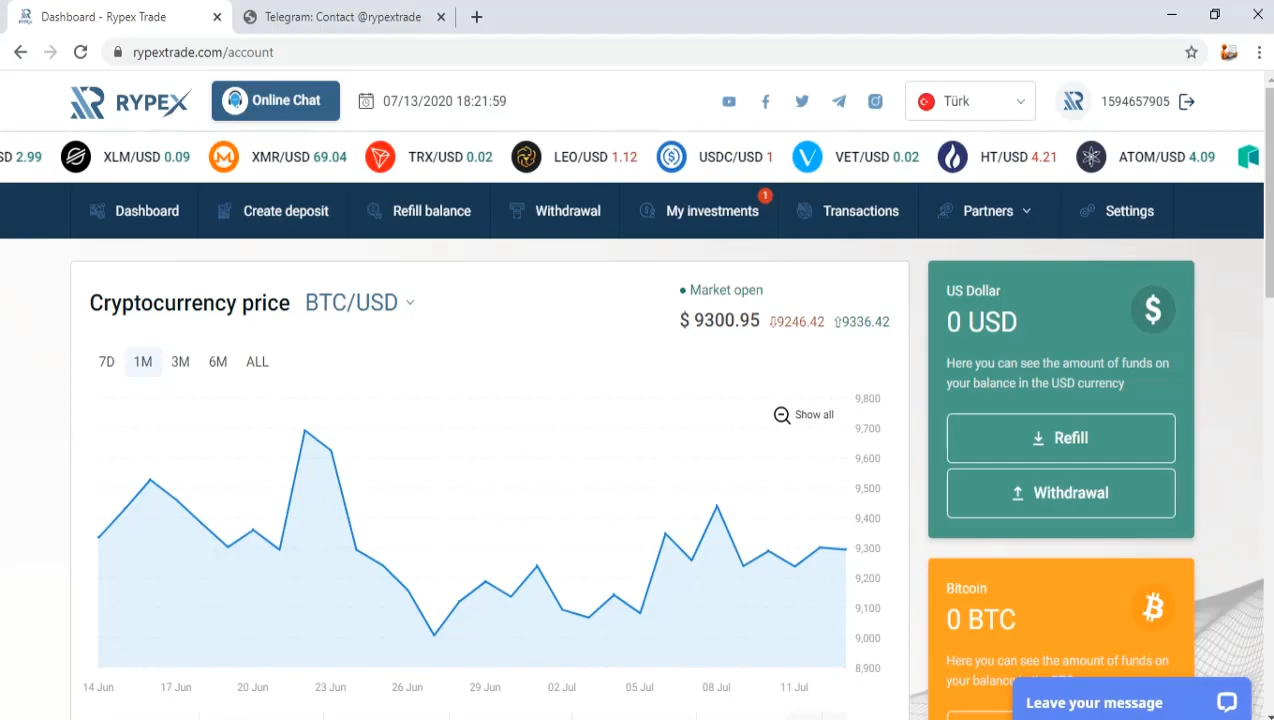 Dashboard - Rypex Trade
Telegram: Contact @rypextrade
rypextrade.com/account
RYPEX
Online Chat
07/13/2020 18:21:59
Türk
1594657905
SD 2.99
XLM/USD 0.09
XMR/USD 69.04
TRX/USD 0.02
LEO/USD 1.12
USDC/USD 1
VET/USD 0.02
HT/USD 4.21
ATOM/USD 4.09
Dashboard
Create deposit
Refill balance
Withdrawal
My investments
1
Transactions
Partners
Settings
Cryptocurrency price BTC/USD
Market open
$ 9300.95 ⇩9246.42 ⇧9336.42
7D 1M 3M 6M ALL
Show all
9,800
9,700
9,600
9,500
9,400
9,300
9,200
9,100
9,000
8,900
14 Jun 17 Jun 20 Jun 23 Jun 26 Jun 29 Jun 02 Jul 05 Jul 08 Jul 11 Jul
US Dollar
0 USD
$
Here you can see the amount of funds on
your balance in the USD currency
Refill
Withdrawal
Bitcoin
0 BTC
Here you can see the amount of funds on
your balance
Leave your message